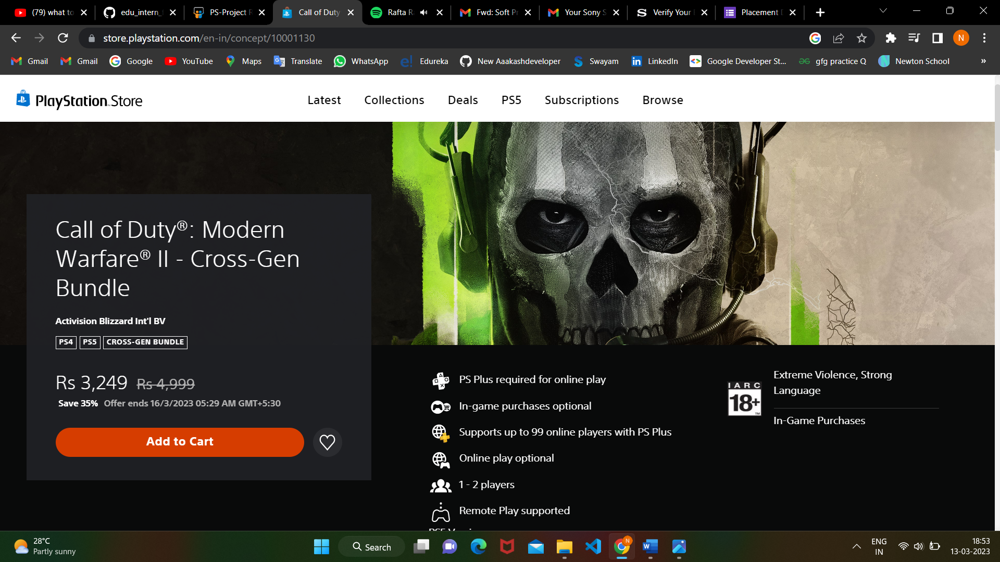 (79) what to
edu_intern_
PS-Project R
Call of Duty
Rafta R
Fwd: Soft Pr
Your Sony S
Verify Your
Placement
store.playstation.com/en-in/concept/10001130
N
Gmail
Gmail
Google
YouTube
Maps
Translate
WhatsApp
Edureka
New Aaakashdeveloper
Swayam
LinkedIn
Google Developer St...
gfg practice Q
Newton School
»
PlayStation Store
Latest
Collections
Deals
PS5
Subscriptions
Browse
Call of Duty®: Modern
Warfare® II - Cross-Gen
Bundle
Activision Blizzard Int'l BV
PS4 PS5 CROSS-GEN BUNDLE
Rs 3,249 Rs 4,999
Save 35% Offer ends 16/3/2023 05:29 AM GMT+5:30
Add to Cart
PS Plus required for online play
In-game purchases optional
Supports up to 99 online players with PS Plus
Online play optional
1 - 2 players
Remote Play supported
IARC
18+
TM
Extreme Violence, Strong
Language
In-Game Purchases
28°C
Partly sunny
Search
N
ENG
IN
18:53
13-03-2023